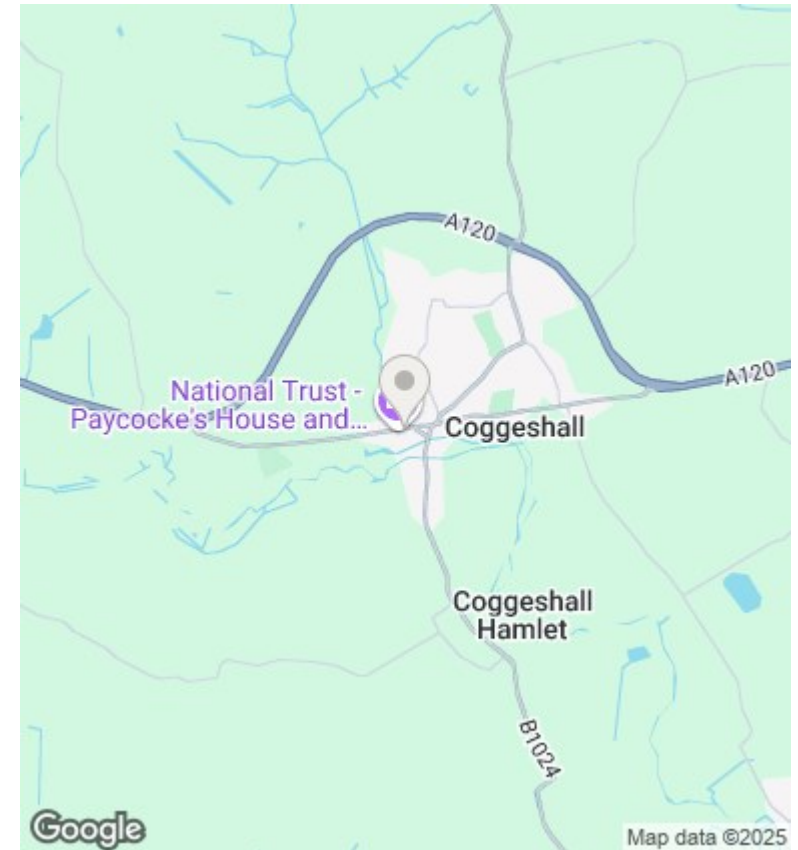 A120
A120
National Trust -
Paycocke's House and...
Coggeshall
Coggeshall
Hamlet
B1024
Google
Map data ©2025